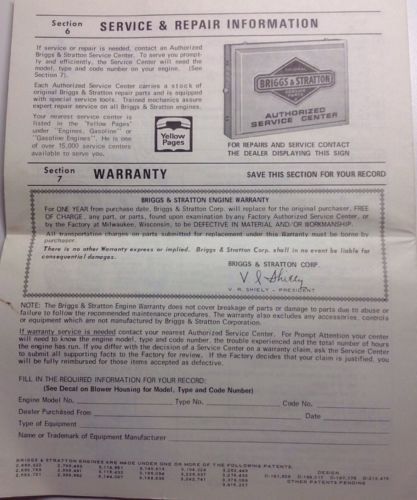 Section
6
SERVICE & REPAIR INFORMATION
If service or repair is needed, contact an Authorized
Briggs & Stratton Service Center. To serve you prompt-
ly and efficiently, the Service Center will need the
model, type and code number on your engine. (See
Section 7).
Each Service Center carries a stock of
original Briggs & Stratton repair parts and is equipped
with special service tools. Trained mechanics assure
expert repair service on all Briggs & Stratton engines.
Your nearest service center is
listed in the "Yellow Pages"
under "Engines, Gasoline" or
"Gasoline Engines". He is one
of over 15,000 service centers
available to serve you.
Yellow
Pages
BRIGGS & STRATTON
AUTHORIZED
SERVICE CENTER
FOR REPAIRS AND SERVICE CONTACT
THE DEALER DISPLAYING THIS SIGN
Section
7
WARRANTY
SAVE THIS SECTION FOR YOUR RECORD
BRIGGS & STRATTON ENGINE WARRANTY
For ONE YEAR from purchase date, Briggs & Stratton Corp. will replace for the original purchaser, FREE
OF CHARGE, any part, or parts, found upon examination by any Factory Authorized Service Center, or
by the Factory at Milwaukee, Wisconsin, to be DEFECTIVE IN MATERIAL AND/OR WORKMANSHIP.
All transportation charges on parts submitted for replacement under this Warranty must be borne by
purchaser.
There is no other Warranty express or implied. Briggs & Stratton Corp. shall in no event be liable for
consequential damages.
BRIGGS & STRATTON CORP.
V R Shiely
V. R. SHIELY - PRESIDENT
NOTE: The Briggs & Stratton Engine Warranty does not cover breakage of parts or damage to parts due to abuse or
failure to follow the recommended maintenance procedures. The warranty also excludes any accessories, controls
or equipment which are not manufactured by Briggs & Stratton Corporation.
If warranty service is needed contact your nearest Authorized Service Center. For Prompt Attention your center
will need to know the engine model, type and code number, the trouble experienced and the total number of hours
the engine has run. If you differ with the decision of a Service Center on a warranty claim, ask the Service Center
to submit all supporting facts to the Factory for review. If the Factory decides that your claim is justified, you
will be fully reimbursed for those items accepted as defective.
FILL IN THE REQUIRED INFORMATION FOR YOUR RECORD:
(See Decal on Blower Housing for Model, Type and Code Number)
Engine Model No. Type No. Code No.
Dealer Purchased From Date
Type of Equipment
Name or Trademark of Equipment Manufacturer
BRIGGS & STRATTON ENGINES ARE MADE UNDER ONE OR MORE OF THE FOLLOWING PATENTS.
DESIGN
OTHER PATENTS PENDING